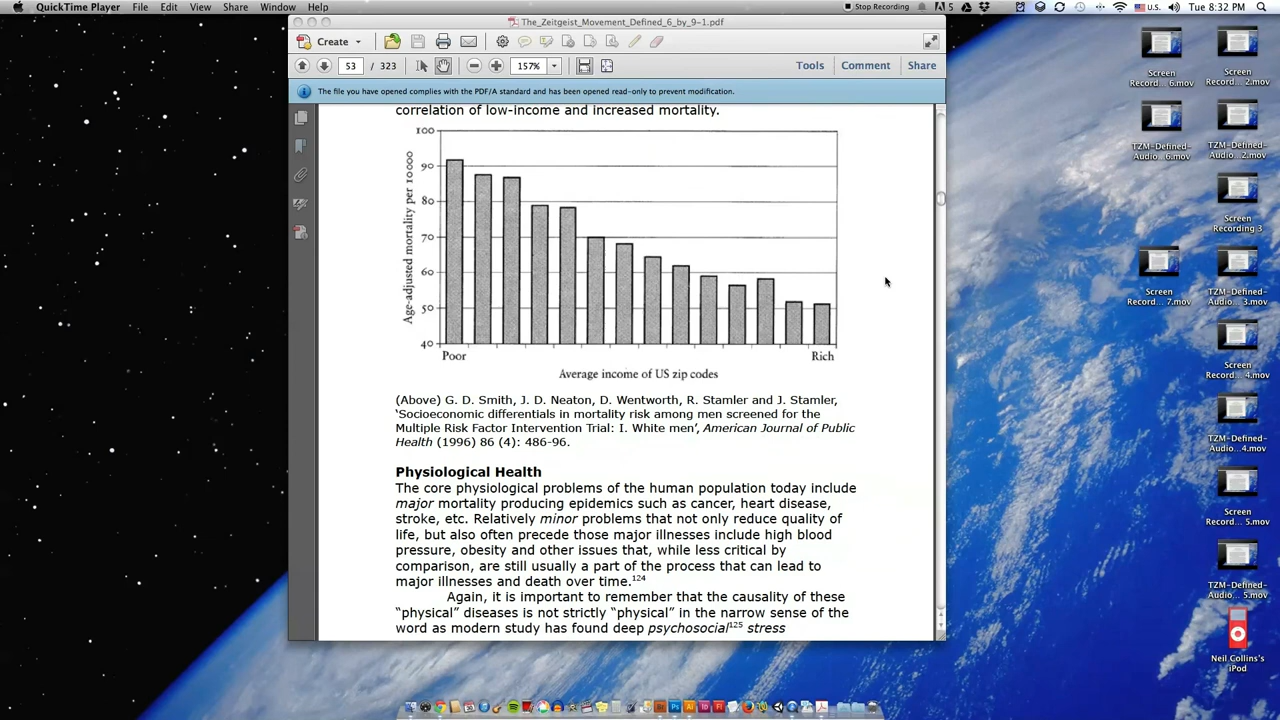 QuickTime Player File Edit View Share Window Help
Stop Recording 5 U.S. Tue 8:32 PM
The_Zeitgeist_Movement_Defined_6_by_9-1.pdf
Create
53 / 323 157% Tools Comment Share
The file you have opened complies with the PDF/A standard and has been opened read-only to prevent modification.
correlation of low-income and increased mortality.
100
90
80
70
60
50
40
Age-adjusted mortality per 10000
Poor Rich
Average income of US zip codes
(Above) G. D. Smith, J. D. Neaton, D. Wentworth, R. Stamler and J. Stamler,
‘Socioeconomic differentials in mortality risk among men screened for the
Multiple Risk Factor Intervention Trial: I. White men’, American Journal of Public
Health (1996) 86 (4): 486-96.
Physiological Health
The core physiological problems of the human population today include
major mortality producing epidemics such as cancer, heart disease,
stroke, etc. Relatively minor problems that not only reduce quality of
life, but also often precede those major illnesses include high blood
pressure, obesity and other issues that, while less critical by
comparison, are still usually a part of the process that can lead to
major illnesses and death over time.124
Again, it is important to remember that the causality of these
“physical” diseases is not strictly “physical” in the narrow sense of the
word as modern study has found deep psychosocial125 stress
Screen
Record... 6.mov
Screen
Record... 2.mov
TZM-Defined-
Audio... 6.mov
TZM-Defined-
Audio... 2.mov
Screen
Recording 3
Screen
Record... 7.mov
TZM-Defined-
Audio... 3.mov
Screen
Record... 4.mov
TZM-Defined-
Audio... 4.mov
Screen
Record... 5.mov
TZM-Defined-
Audio... 5.mov
Neil Collins's
iPod